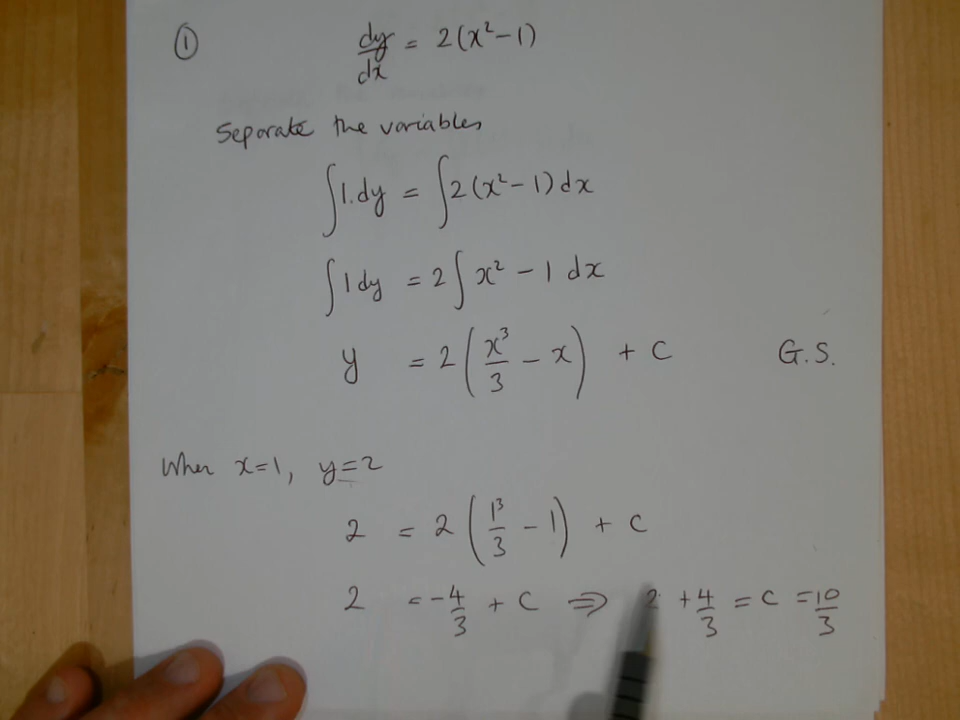 ① dy/dx = 2(x²-1)
Separate the variables
∫1.dy = ∫2(x²-1)dx
∫1dy = 2∫x²-1 dx
y = 2(x³/3 - x) + C G.S.
When x=1, y=2
2 = 2(1³/3 - 1) + C
2 = -4/3 + C ⇒ 2 + 4/3 = C = 10/3